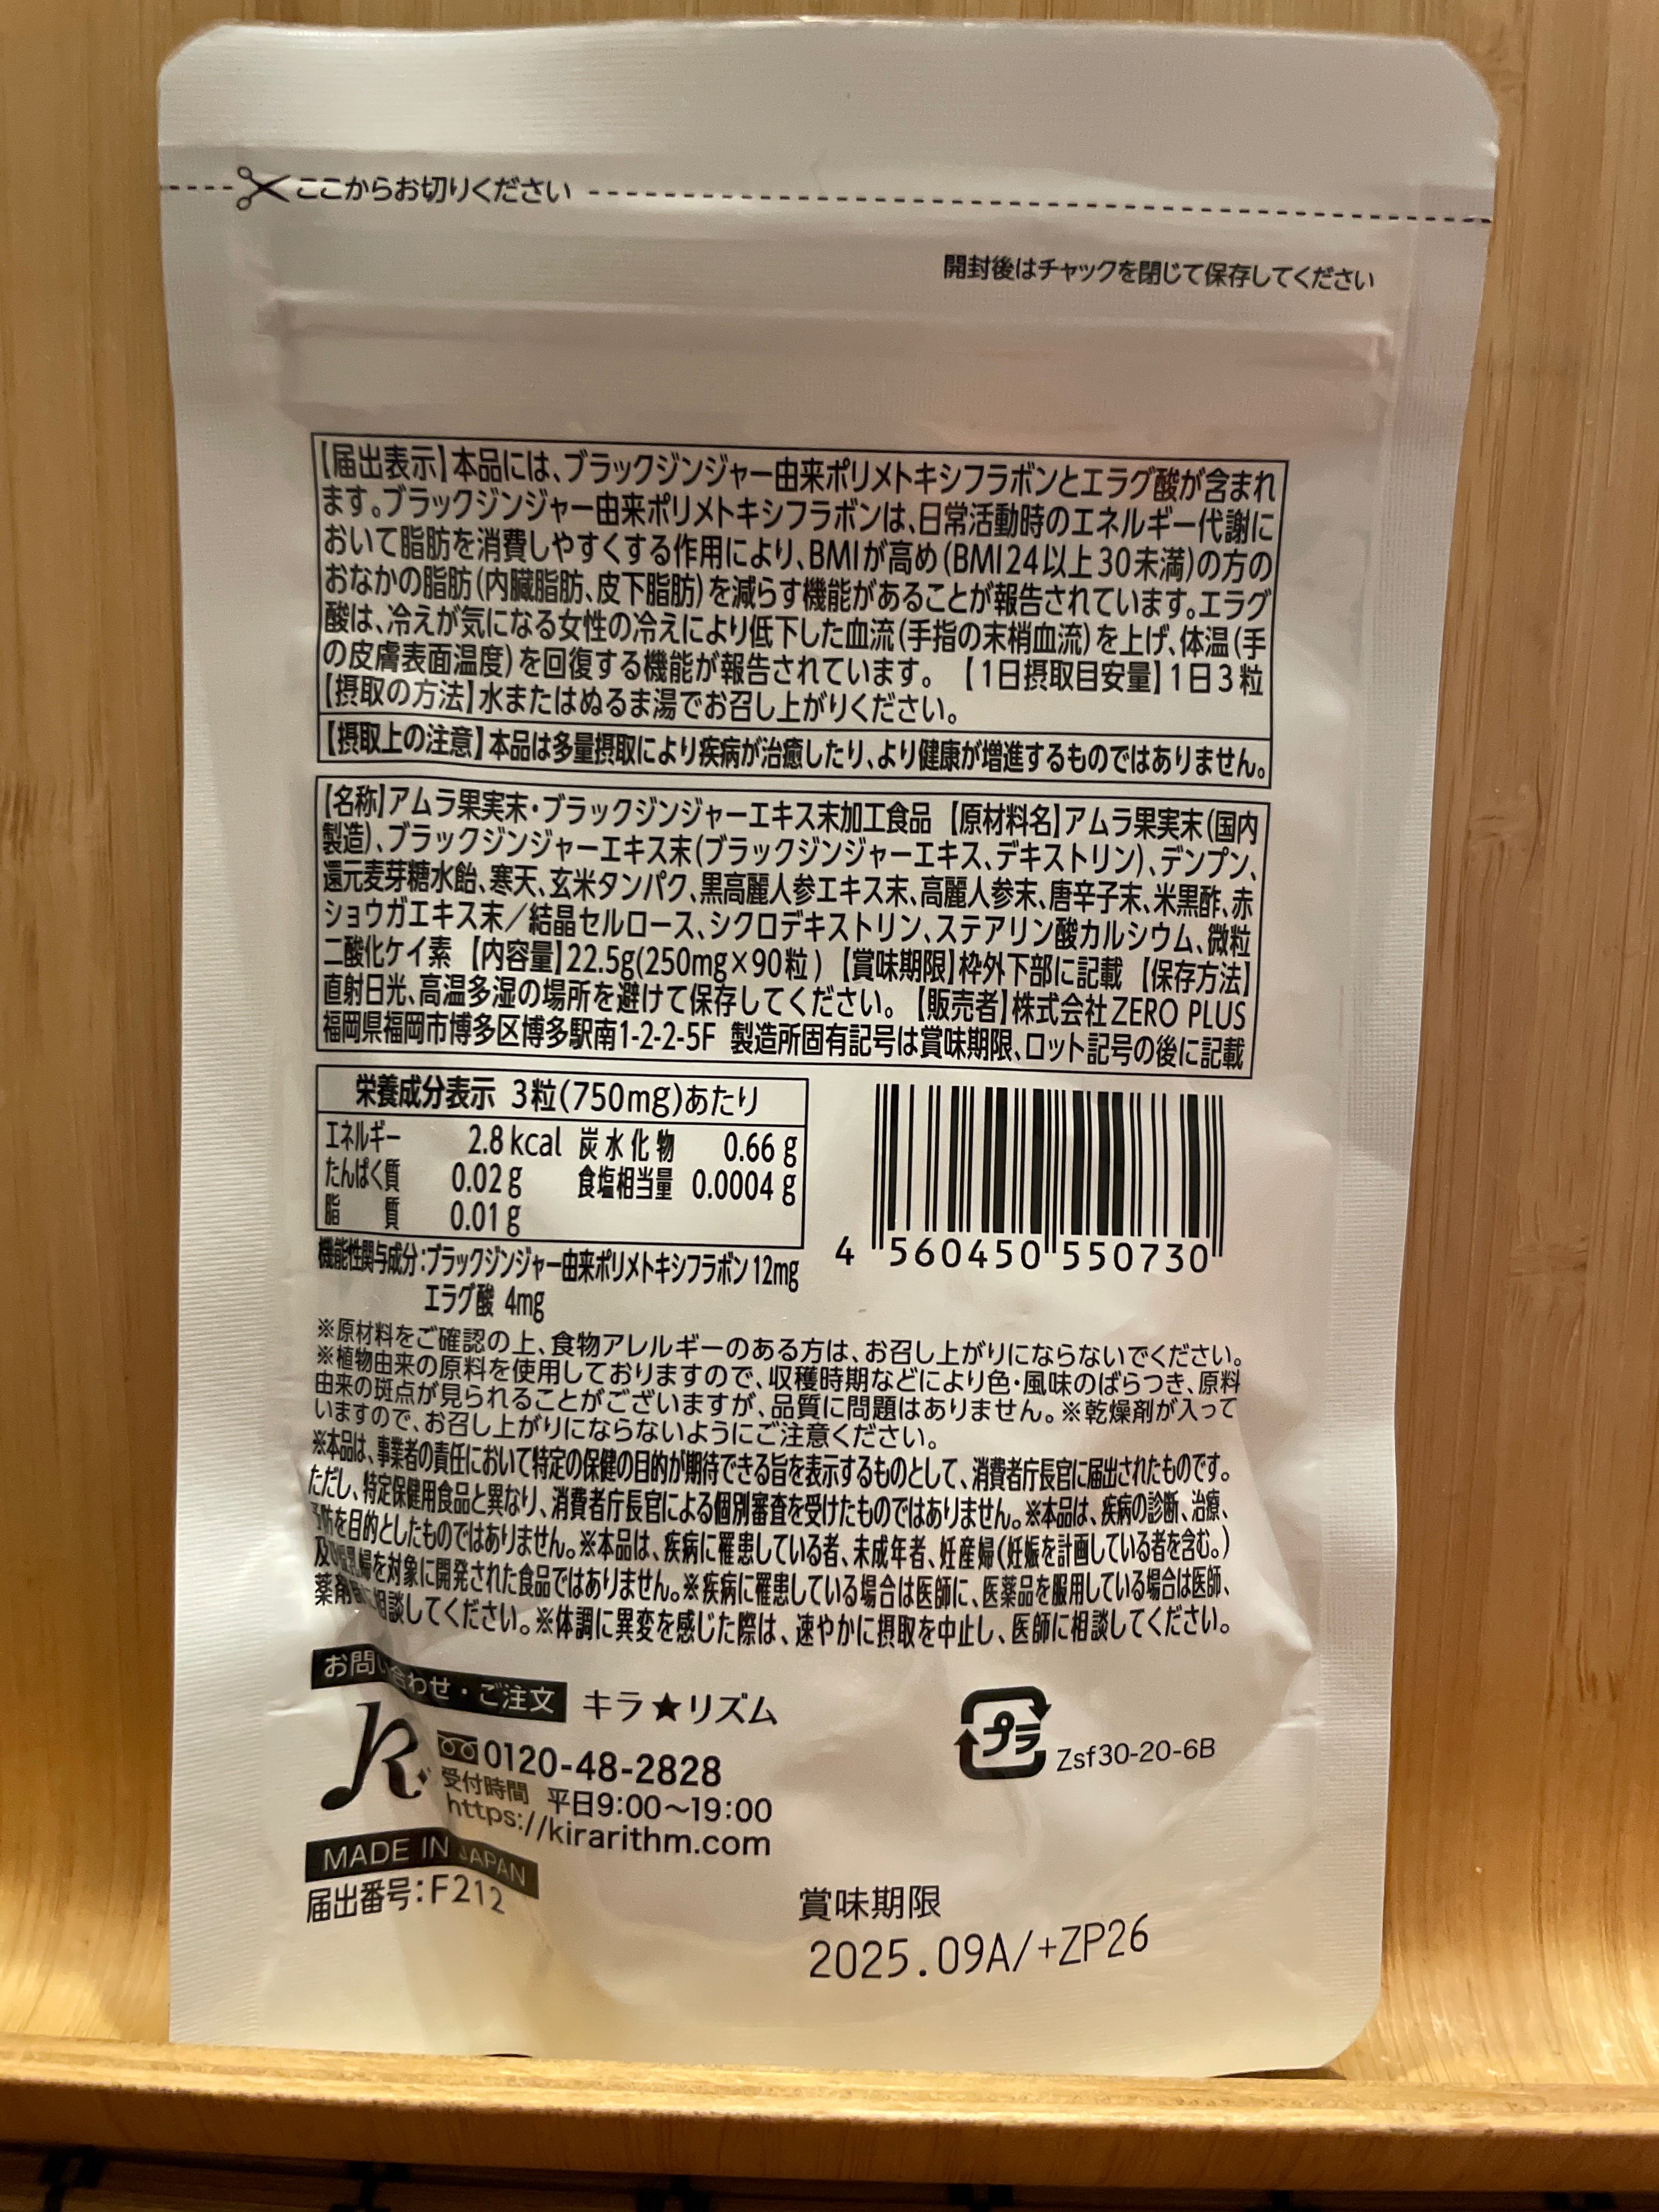 ここからお切りください
開封後はチャックを閉じて保存してください
【届出表示】本品には、ブラックジンジャー由来ポリメトキシフラボンとエラグ酸が含まれ
ます。ブラックジンジャー由来ポリメトキシフラボンは、日常活動時のエネルギー代謝に
おいて脂肪を消費しやすくする作用により、BMIが高め(BMI24以上30未満)の方の
おなかの脂肪(内臓脂肪、皮下脂肪)を減らす機能があることが報告されています。エラグ
酸は、冷えが気になる女性の冷えにより低下した血流(手指の末梢血流)を上げ、体温(手
の皮膚表面温度)を回復する機能が報告されています。 【1日摂取目安量】1日3粒
【摂取の方法】水またはぬるま湯でお召し上がりください。
【摂取上の注意】本品は多量摂取により疾病が治癒したり、より健康が増進するものではありません。
【名称】アムラ果実末・ブラックジンジャーエキス末加工食品 【原材料名】アムラ果実末(国内
製造)、ブラックジンジャーエキス末(ブラックジンジャーエキス、デキストリン)、デンプン、
還元麦芽糖水飴、寒天、玄米タンパク、黒高麗人参エキス末、高麗人参末、唐辛子末、米黒酢、赤
ショウガエキス末/結晶セルロース、シクロデキストリン、ステアリン酸カルシウム、微粒
二酸化ケイ素 【内容量】22.5g(250mg×90粒) 【賞味期限】枠外下部に記載 【保存方法】
直射日光、高温多湿の場所を避けて保存してください。 【販売者】株式会社ZERO PLUS
福岡県福岡市博多区博多駅南1-2-2-5F 製造所固有記号は賞味期限、ロット記号の後に記載
栄養成分表示 3粒(750mg)あたり
エネルギー 2.8kcal 炭水化物 0.66g
たんぱく質 0.02g 食塩相当量 0.0004g
脂質 0.01g
機能性関与成分:ブラックジンジャー由来ポリメトキシフラボン12mg
エラグ酸 4mg
4 560450 550730
※原材料をご確認の上、食物アレルギーのある方は、お召し上がりにならないでください。
※植物由来の原料を使用しておりますので、収穫時期などにより色・風味のばらつき、原料
由来の斑点が見られることがございますが、品質に問題はありません。※乾燥剤が入って
いますので、お召し上がりにならないようにご注意ください。
※本品は、事業者の責任において特定の保健の目的が期待できる旨を表示するものとして、消費者庁長官に届出されたものです。
ただし、特定保健用食品と異なり、消費者庁長官による個別審査を受けたものではありません。※本品は、疾病の診断、治療、
予防を目的としたものではありません。※本品は、疾病に罹患している者、未成年者、妊産婦(妊娠を計画している者を含む。)
及び授乳婦を対象に開発された食品ではありません。※疾病に罹患している場合は医師に、医薬品を服用している場合は医師、
薬剤師に相談してください。※体調に異変を感じた際は、速やかに摂取を中止し、医師に相談してください。
お問い合わせ・ご注文 キラ★リズム
0120-48-2828
受付時間 平日9:00〜19:00
https://kirarithm.com
プラ Zsf30-20-6B
MADE IN JAPAN
届出番号:F212
賞味期限
2025.09A/+ZP26